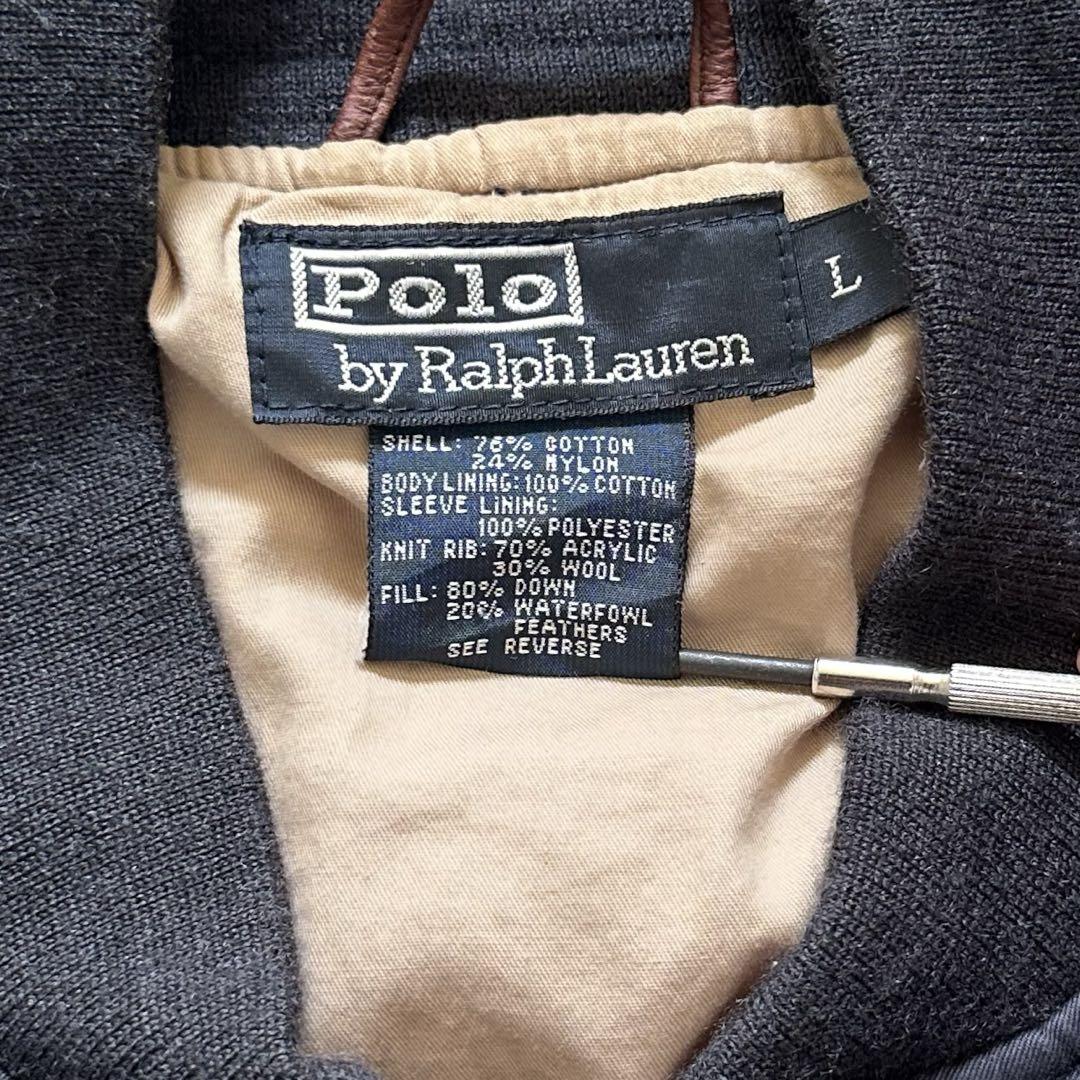 Polo
by Ralph Lauren
L
SHELL: 76% COTTON
24% NYLON
BODY LINING: 100% COTTON
SLEEVE LINING:
100% POLYESTER
KNIT RIB: 70% ACRYLIC
30% WOOL
FILL: 80% DOWN
20% WATERFOWL
FEATHERS
SEE REVERSE